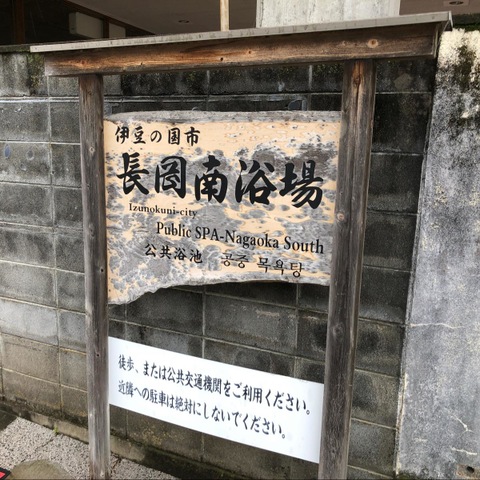 伊豆の国市
長岡南浴場
Izunokuni-city
Public SPA-Nagaoka South
公共浴池 공중 목욕탕
徒歩、または公共交通機関をご利用ください。
近隣への駐車は絶対にしないでください。